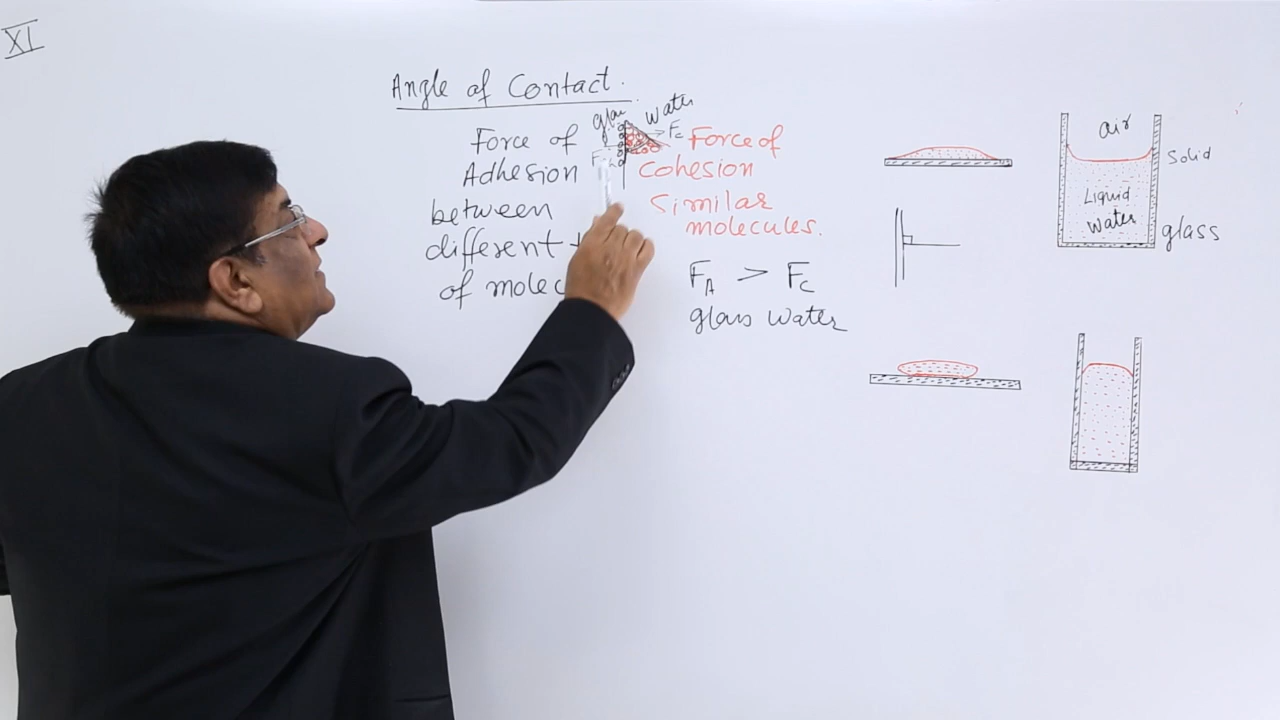 XI
Angle of Contact.
glass water
Force of
Adhesion
between
different
of molec
F
Fc
Force of
Cohesion
Similar
molecules.
FA > Fc
glass water
air
Solid
Liquid
water
glass